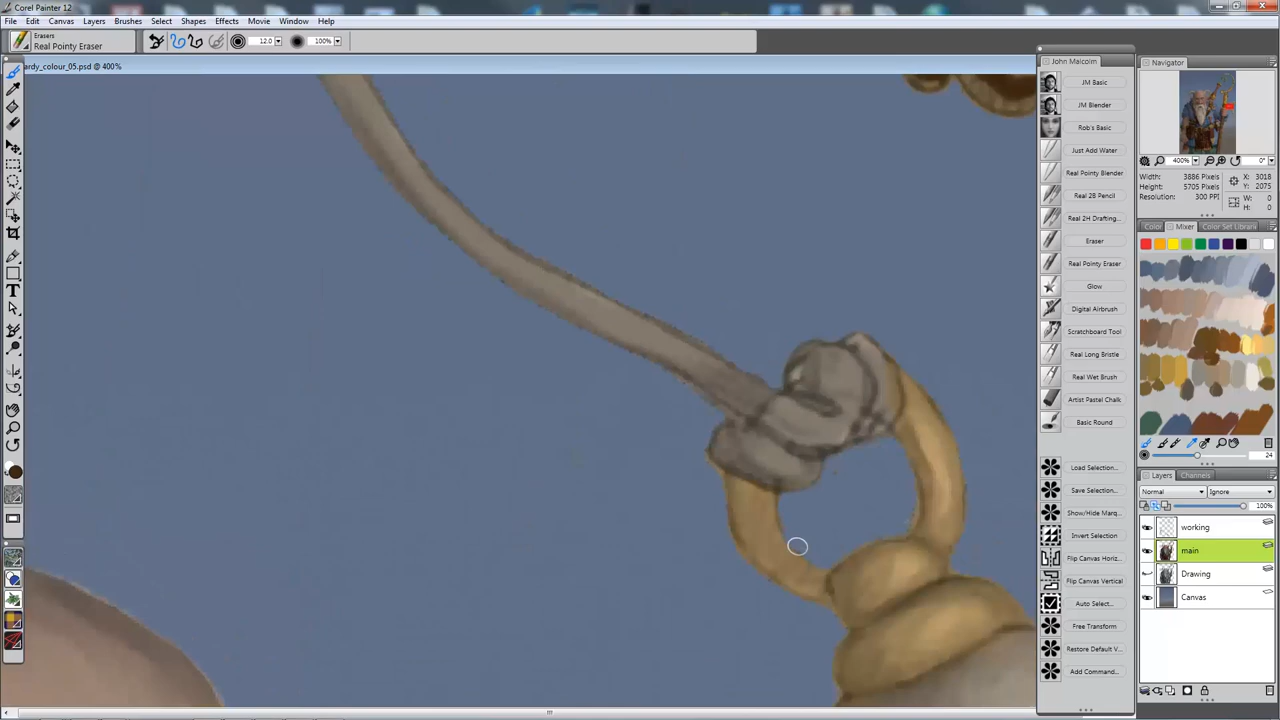 Corel Painter 12
File Edit Canvas Layers Brushes Select Shapes Effects Movie Window Help
Erasers
Real Pointy Eraser
12.0
100%
ardy_colour_05.psd @ 400%
John Malcolm
JM Basic
JM Blender
Rob's Basic
Just Add Water
Real Pointy Blender
Real 2B Pencil
Real 2H Drafting...
Eraser
Real Pointy Eraser
Glow
Digital Airbrush
Scratchboard Tool
Real Long Bristle
Real Wet Brush
Artist Pastel Chalk
Basic Round
Load Selection...
Save Selection...
Show/Hide Marq...
Invert Selection
Flip Canvas Horiz...
Flip Canvas Vertical
Auto Select...
Free Transform
Restore Default V...
Add Command...
Navigator
400%
0°
Width: 3886 Pixels
Height: 5705 Pixels
Resolution: 300 PPI
X: 3018
Y: 2075
W: 0
H: 0
Color Mixer Color Set Librari
24
Layers Channels
Normal Ignore
100%
working
main
Drawing
Canvas